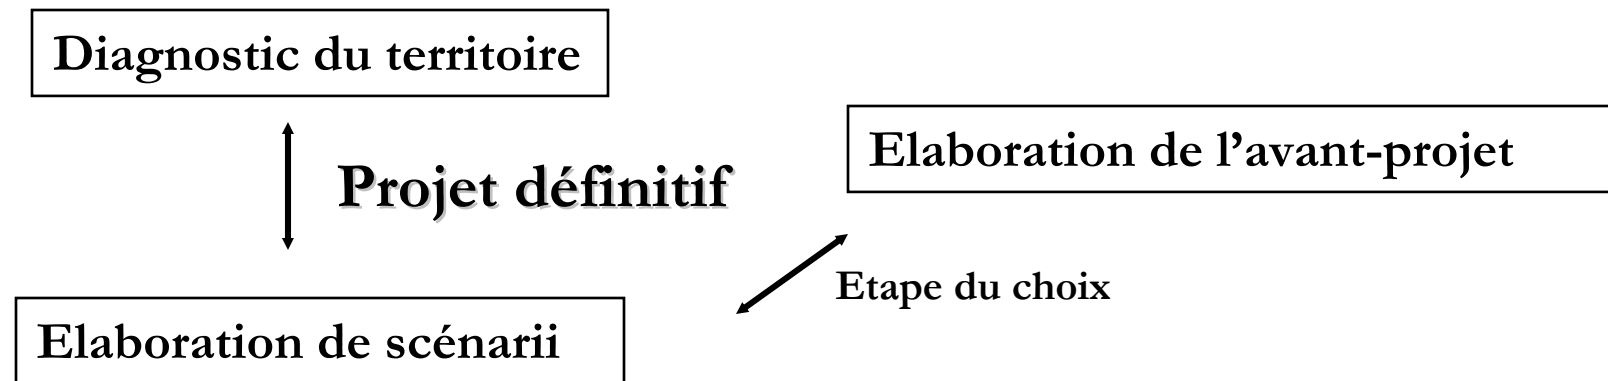 Diagnostic du territoire
Elaboration de l’avant-projet
Projet définitif
Etape du choix
Elaboration de scénarii